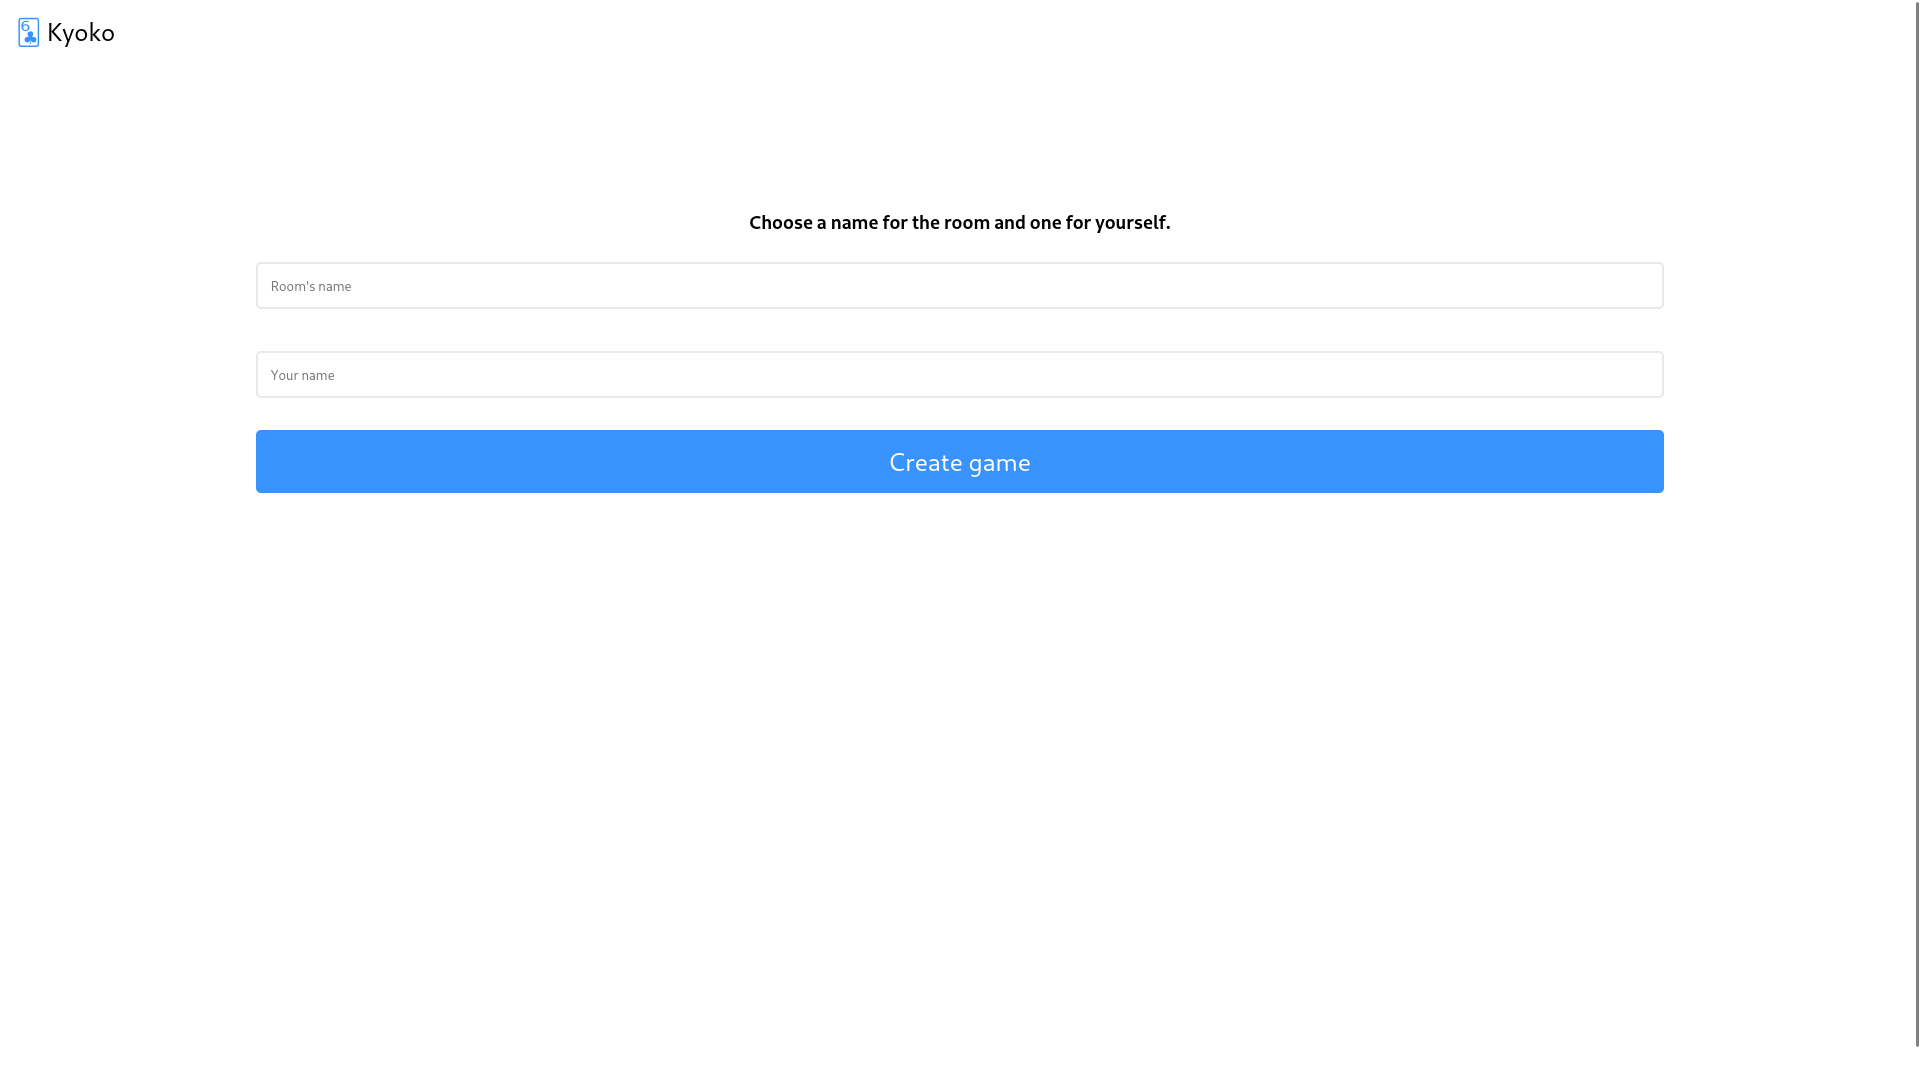 6
Kyoko
Choose a name for the room and one for yourself.
Room's name
Your name
Create game